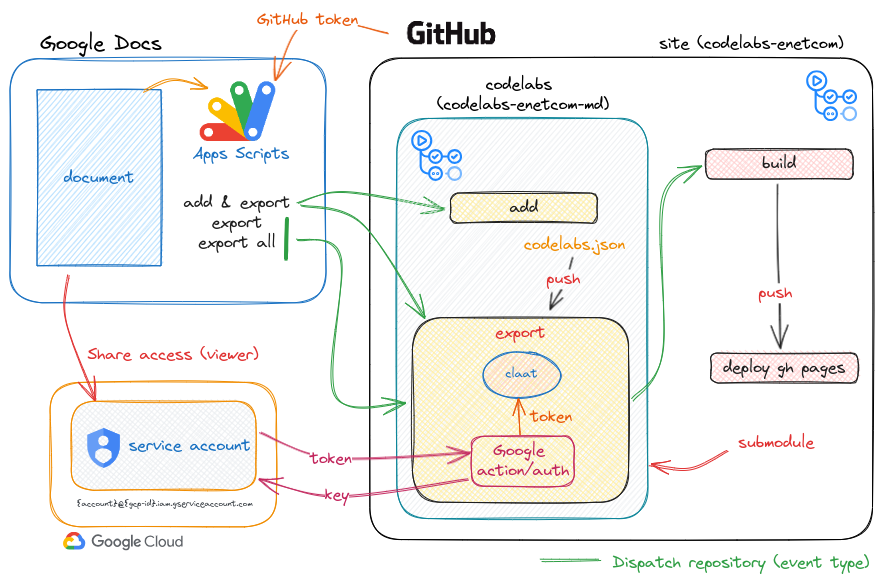 GitHub token
GitHub
Google Docs
site (codelabs-enetcom)
codelabs
(codelabs-enetcom-md)
Apps Scripts
document
build
add & export
export
export all
add
codelabs.json
push
push
export
Share access (viewer)
claat
deploy gh pages
token
service account
token
Google
action/auth
submodule
key
{account}@{gcp-id}.iam.gserviceaccount.com
Google Cloud
Dispatch repository (event type)